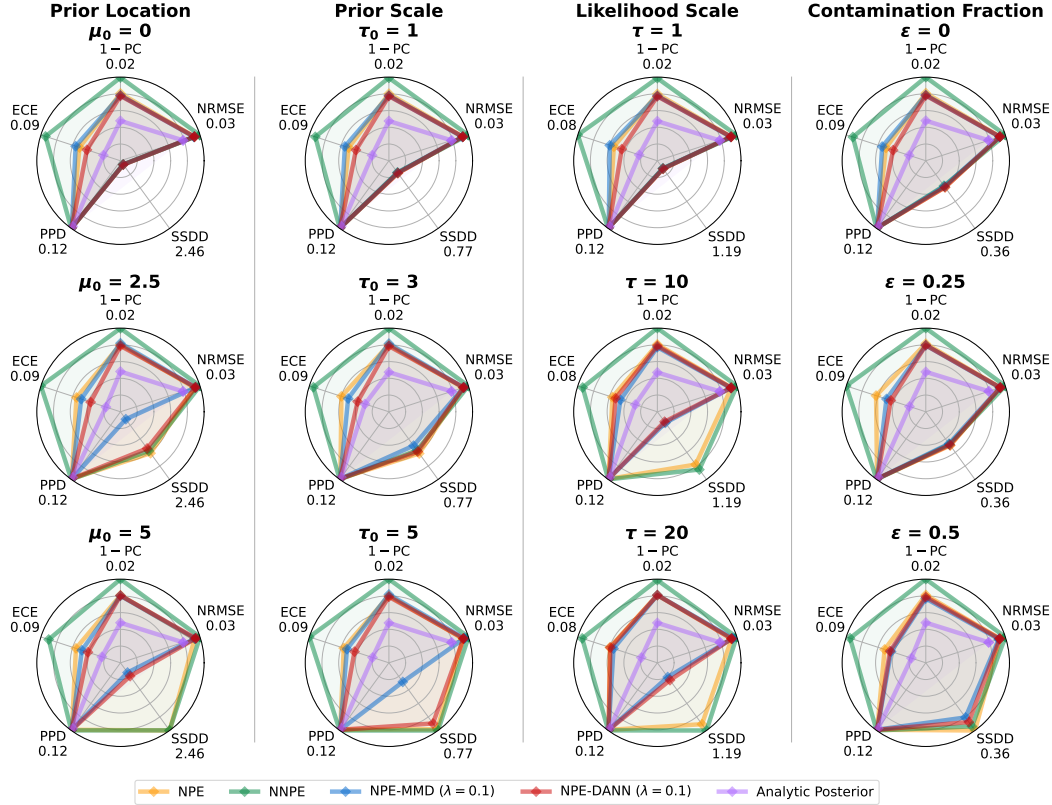 Prior Location
Prior Scale
Likelihood Scale
Contamination Fraction
μ₀ = 0
τ₀ = 1
τ = 1
ε = 0
1 − PC
0.02
NRMSE
0.03
SSDD
2.46
PPD
0.12
ECE
0.09
1 − PC
0.02
NRMSE
0.03
SSDD
0.77
PPD
0.12
ECE
0.09
1 − PC
0.02
NRMSE
0.03
SSDD
1.19
PPD
0.12
ECE
0.08
1 − PC
0.02
NRMSE
0.03
SSDD
0.36
PPD
0.12
ECE
0.09
μ₀ = 2.5
τ₀ = 3
τ = 10
ε = 0.25
1 − PC
0.02
NRMSE
0.03
SSDD
2.46
PPD
0.12
ECE
0.09
1 − PC
0.02
NRMSE
0.03
SSDD
0.77
PPD
0.12
ECE
0.09
1 − PC
0.02
NRMSE
0.03
SSDD
1.19
PPD
0.12
ECE
0.08
1 − PC
0.02
NRMSE
0.03
SSDD
0.36
PPD
0.12
ECE
0.09
μ₀ = 5
τ₀ = 5
τ = 20
ε = 0.5
1 − PC
0.02
NRMSE
0.03
SSDD
2.46
PPD
0.12
ECE
0.09
1 − PC
0.02
NRMSE
0.03
SSDD
0.77
PPD
0.12
ECE
0.09
1 − PC
0.02
NRMSE
0.03
SSDD
1.19
PPD
0.12
ECE
0.08
1 − PC
0.02
NRMSE
0.03
SSDD
0.36
PPD
0.12
ECE
0.09
NPE
NNPE
NPE-MMD (λ = 0.1)
NPE-DANN (λ = 0.1)
Analytic Posterior